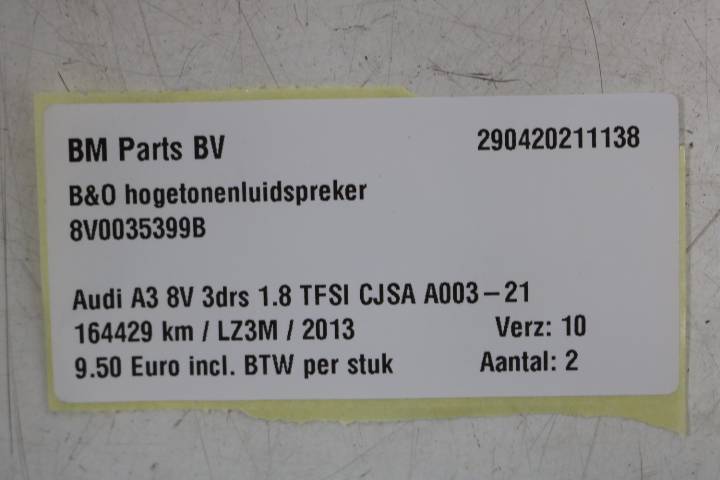 BM Parts BV 290420211138
B&O hogetonenluidspreker
8V0035399B
Audi A3 8V 3drs 1.8 TFSI CJSA A003-21
164429 km / LZ3M / 2013 Verz: 10
9.50 Euro incl. BTW per stuk Aantal: 2